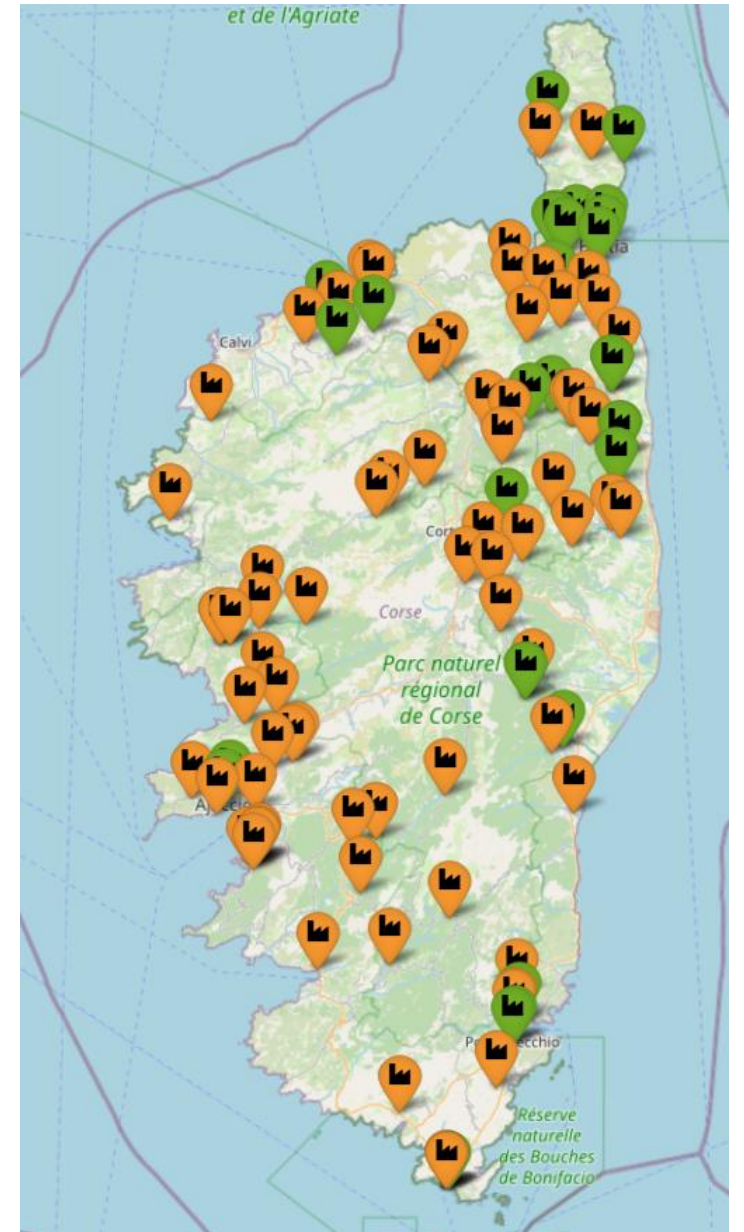 et de l'Agriate
Calvi
Corse
Parc naturel
régional
de Corse
Réserve
naturelle
des Bouches
de Bonifacio